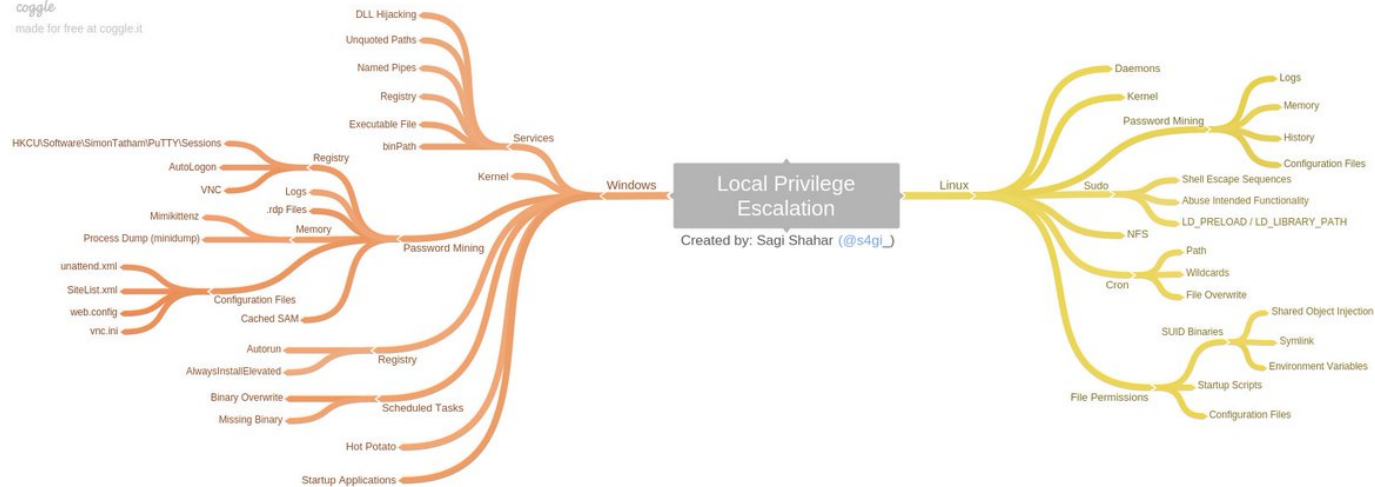 coggle
made for free at coggle.it
Local Privilege
Escalation
Created by: Sagi Shahar (@s4gi_)
Windows
Services
DLL Hijacking
Unquoted Paths
Named Pipes
Registry
Executable File
binPath
Kernel
Password Mining
Registry
HKCU\Software\SimonTatham\PuTTY\Sessions
AutoLogon
VNC
Logs
.rdp Files
Memory
Mimikittenz
Process Dump (minidump)
Configuration Files
unattend.xml
SiteList.xml
web.config
vnc.ini
Cached SAM
Registry
Autorun
AlwaysInstallElevated
Scheduled Tasks
Binary Overwrite
Missing Binary
Hot Potato
Startup Applications
Linux
Daemons
Kernel
Password Mining
Logs
Memory
History
Configuration Files
Sudo
Shell Escape Sequences
Abuse Intended Functionality
LD_PRELOAD / LD_LIBRARY_PATH
NFS
Cron
Path
Wildcards
File Overwrite
File Permissions
SUID Binaries
Shared Object Injection
Symlink
Environment Variables
Startup Scripts
Configuration Files